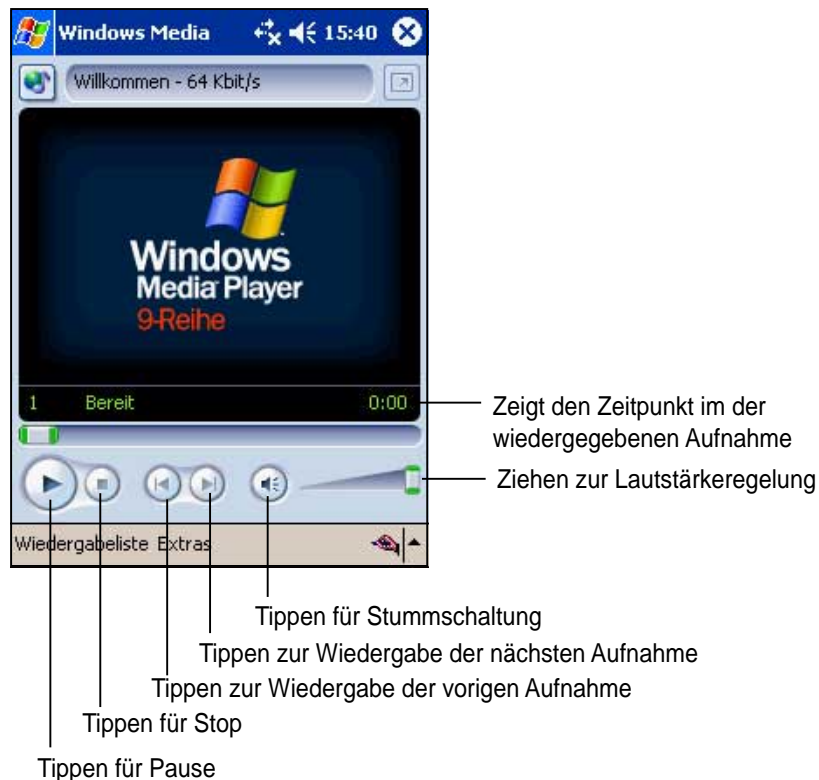 Windows Media 15:40
Willkommen - 64 Kbit/s
Windows
Media Player
9-Reihe
1 Bereit 0:00
Zeigt den Zeitpunkt im der
wiedergegebenen Aufnahme
Ziehen zur Lautstärkeregelung
Wiedergabeliste Extras
Tippen für Stummschaltung
Tippen zur Wiedergabe der nächsten Aufnahme
Tippen zur Wiedergabe der vorigen Aufnahme
Tippen für Stop
Tippen für Pause